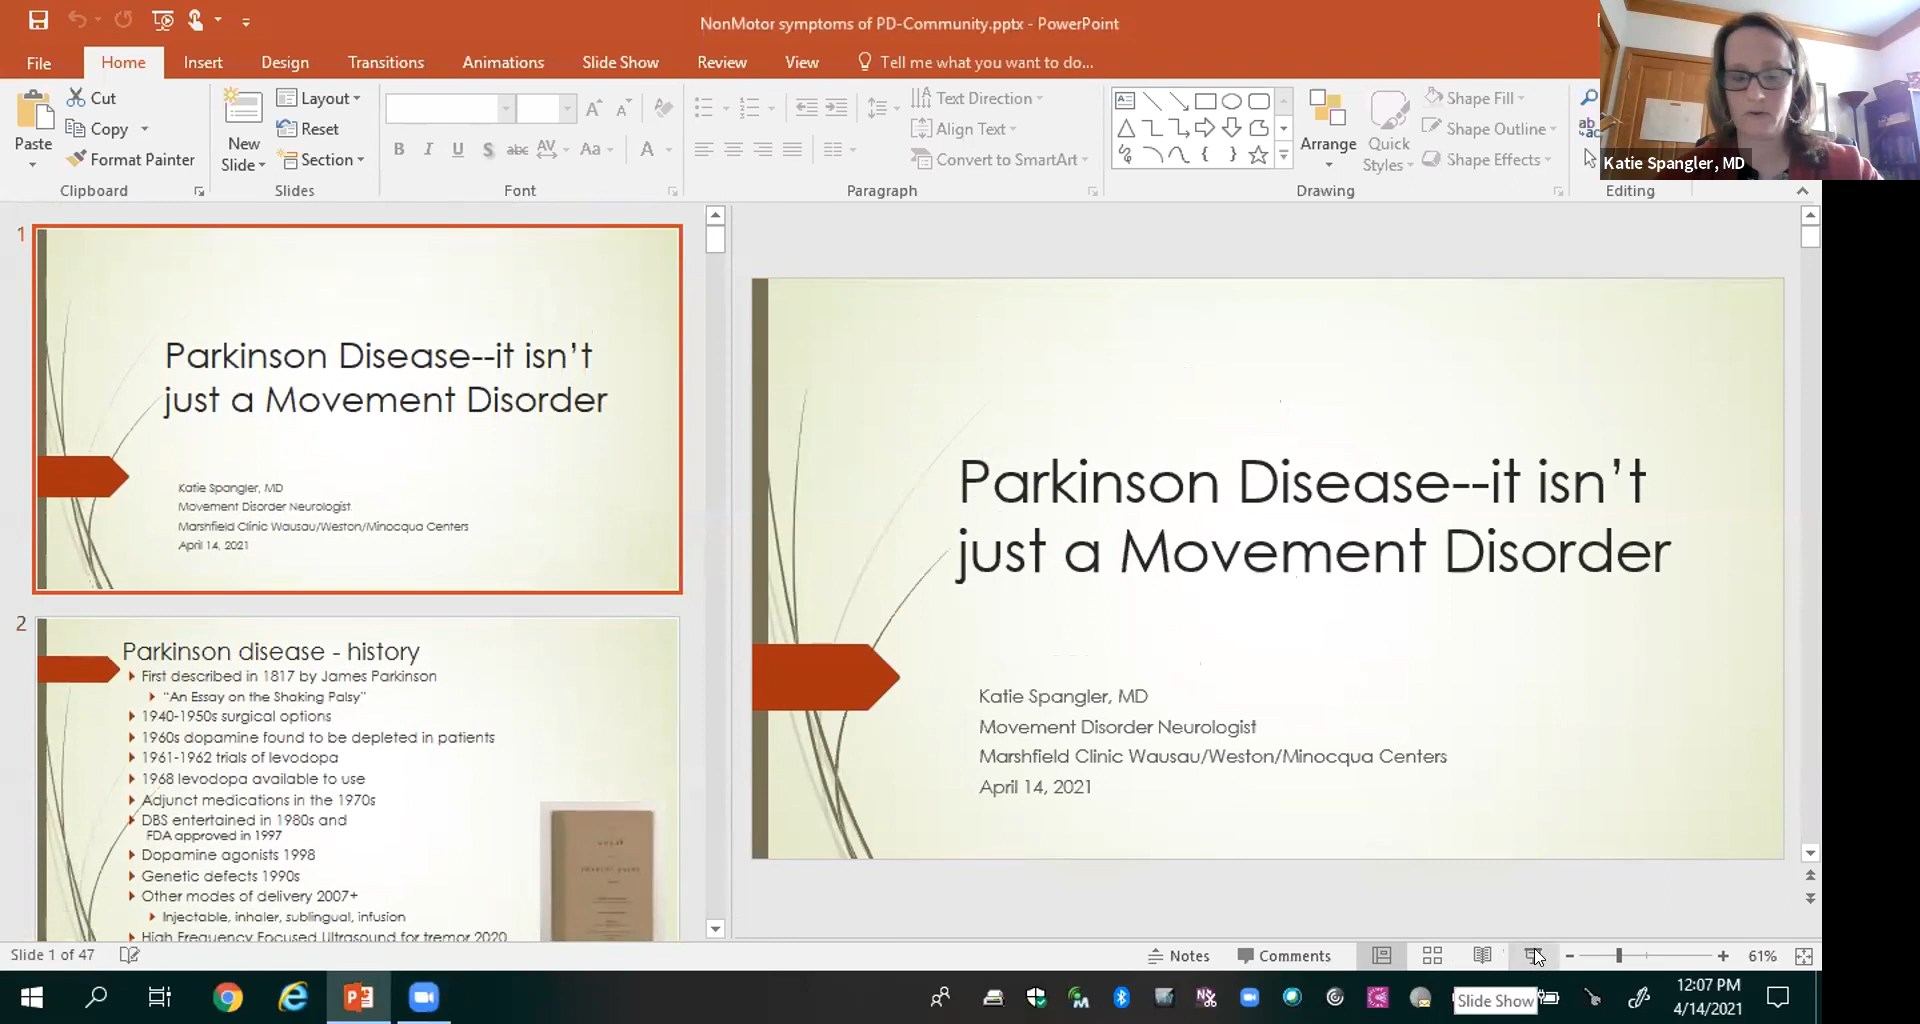 NonMotor symptoms of PD-Community.pptx - PowerPoint
File Home Insert Design Transitions Animations Slide Show Review View Tell me what you want to do...
Paste
Cut
Copy
Format Painter
Clipboard
New
Slide
Layout
Reset
Section
Slides
B I U S abc AV Aa A
Font
Text Direction
Align Text
Convert to SmartArt
Paragraph
Arrange
Quick
Styles
Shape Fill
Shape Outline
Shape Effects
Drawing
Editing
Katie Spangler, MD
1
Parkinson Disease--it isn’t
just a Movement Disorder
Katie Spangler, MD
Movement Disorder Neurologist
Marshfield Clinic Wausau/Weston/Minocqua Centers
April 14, 2021
2
Parkinson disease - history
First described in 1817 by James Parkinson
“An Essay on the Shaking Palsy”
1940-1950s surgical options
1960s dopamine found to be depleted in patients
1961-1962 trials of levodopa
1968 levodopa available to use
Adjunct medications in the 1970s
DBS entertained in 1980s and
FDA approved in 1997
Dopamine agonists 1998
Genetic defects 1990s
Other modes of delivery 2007+
Injectable, inhaler, sublingual, infusion
High Frequency Focused Ultrasound for tremor 2020
Parkinson Disease--it isn’t
just a Movement Disorder
Katie Spangler, MD
Movement Disorder Neurologist
Marshfield Clinic Wausau/Weston/Minocqua Centers
April 14, 2021
Slide 1 of 47
Notes Comments 61%
Slide Show
12:07 PM
4/14/2021